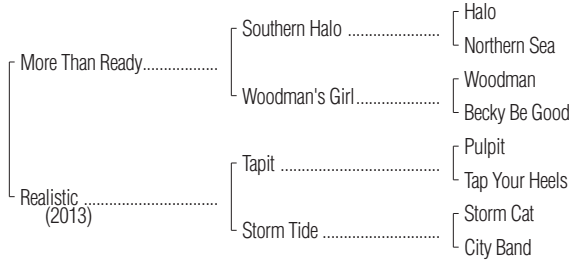 Halo
Southern Halo ....................
Northern Sea
More Than Ready.................
Woodman
Woodman's Girl..................
Becky Be Good
Pulpit
Tapit ..................................
Tap Your Heels
Realistic ..............................
(2013)
Storm Cat
Storm Tide .........................
City Band